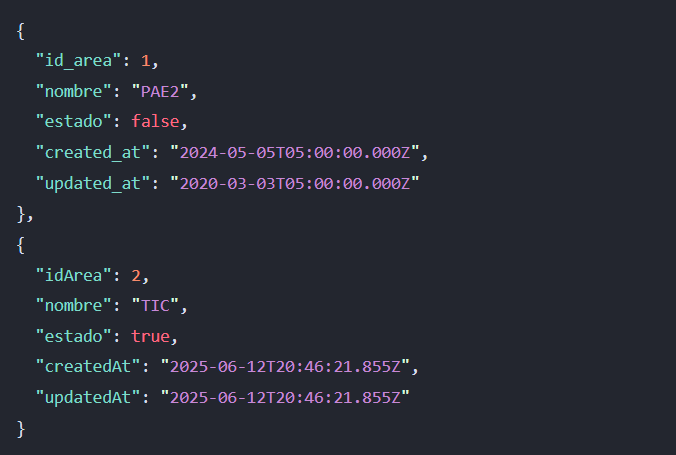 {
  "id_area": 1,
  "nombre": "PAE2",
  "estado": false,
  "created_at": "2024-05-05T05:00:00.000Z",
  "updated_at": "2020-03-03T05:00:00.000Z"
},
{
  "idArea": 2,
  "nombre": "TIC",
  "estado": true,
  "createdAt": "2025-06-12T20:46:21.855Z",
  "updatedAt": "2025-06-12T20:46:21.855Z"
}